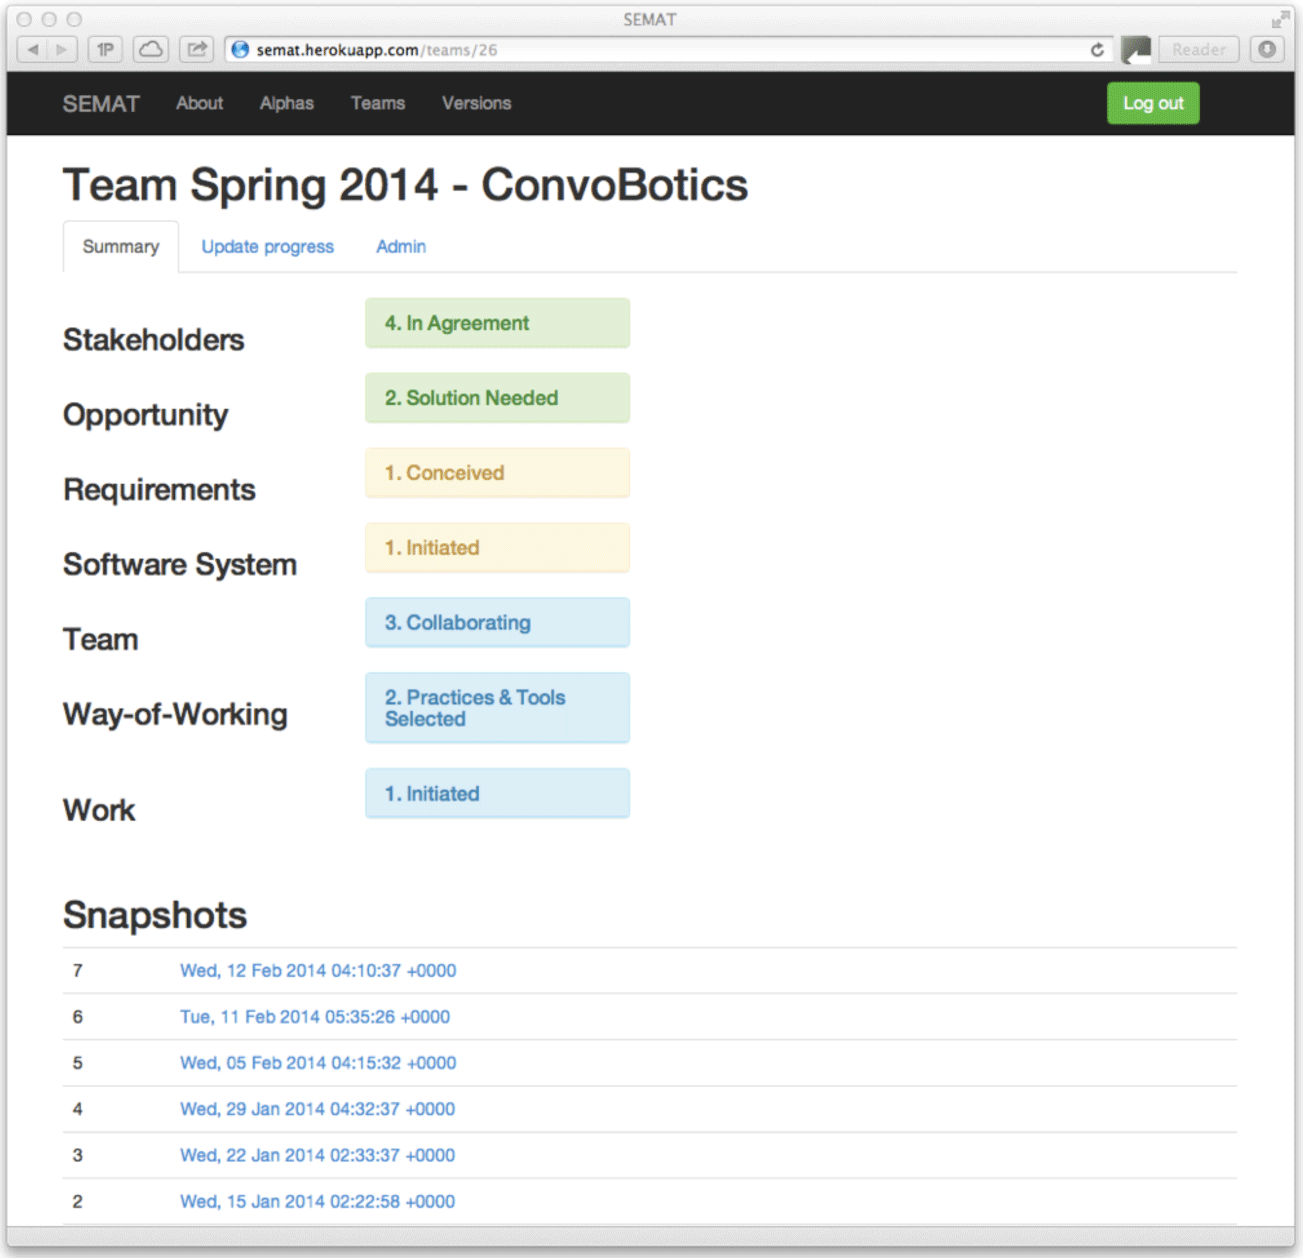 SEMAT
1P
semat.herokuapp.com/teams/26
Reader
SEMAT About Alphas Teams Versions Log out
Team Spring 2014 - ConvoBotics
Summary Update progress Admin
Stakeholders 4. In Agreement
Opportunity 2. Solution Needed
Requirements 1. Conceived
Software System 1. Initiated
Team 3. Collaborating
Way-of-Working 2. Practices & Tools
Selected
Work 1. Initiated
Snapshots
7 Wed, 12 Feb 2014 04:10:37 +0000
6 Tue, 11 Feb 2014 05:35:26 +0000
5 Wed, 05 Feb 2014 04:15:32 +0000
4 Wed, 29 Jan 2014 04:32:37 +0000
3 Wed, 22 Jan 2014 02:33:37 +0000
2 Wed, 15 Jan 2014 02:22:58 +0000